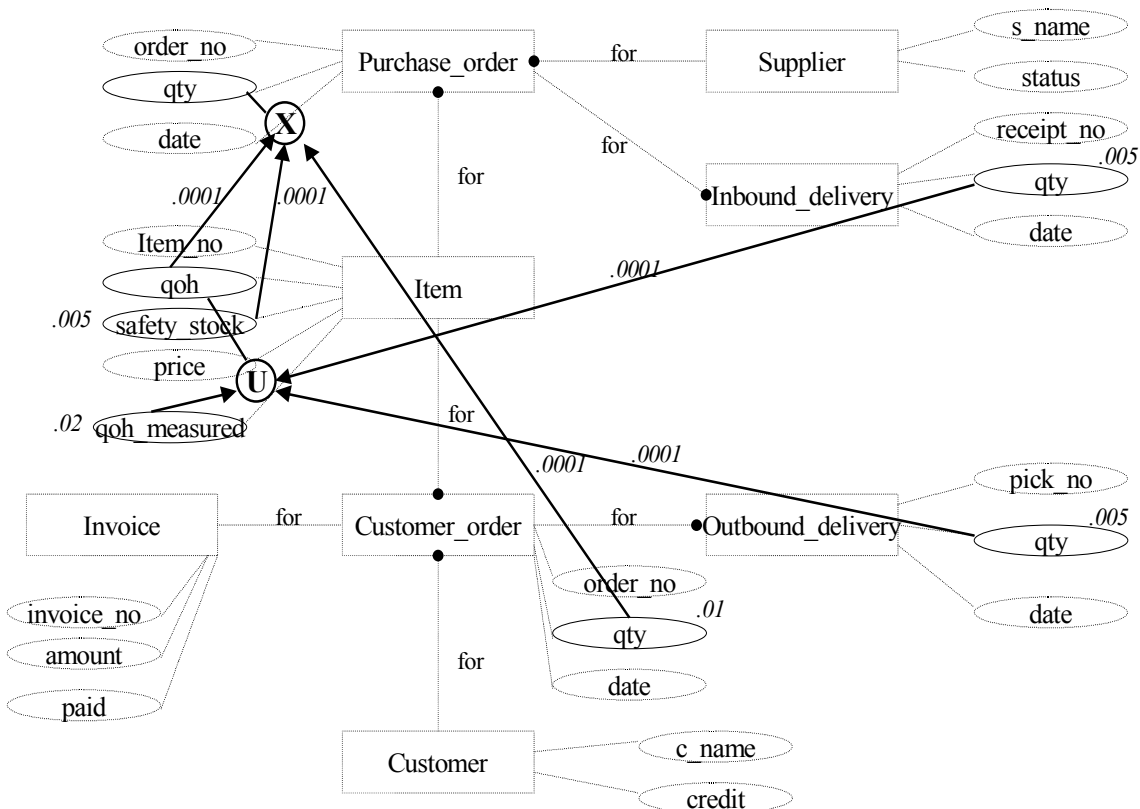 order_no
qty
date
Purchase_order
for
Supplier
s_name
status
X
for
for
Inbound_delivery
receipt_no
.005
qty
date
.0001
.0001
.0001
Item_no
qoh
.005
safety_stock
price
Item
U
.02
qoh_measured
for
.0001
.0001
Invoice
for
Customer_order
for
Outbound_delivery
pick_no
.005
qty
date
invoice_no
amount
paid
order_no
.01
qty
date
for
Customer
c_name
credit